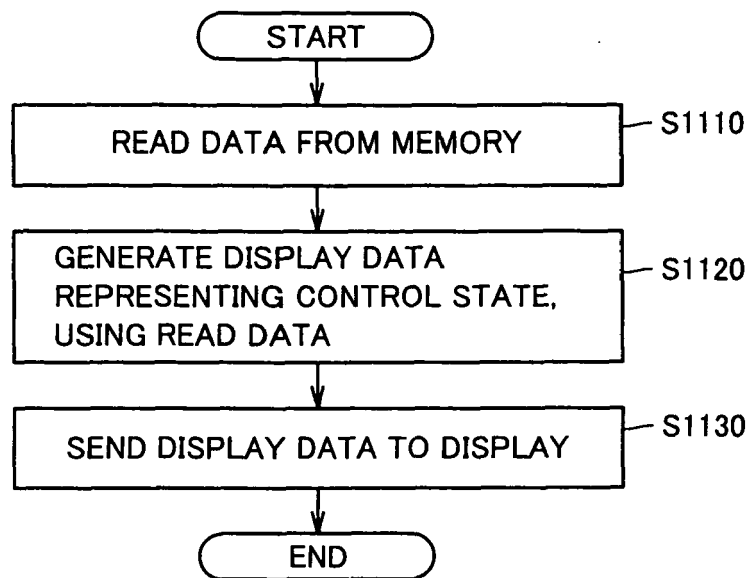 START
READ DATA FROM MEMORY
S1110
GENERATE DISPLAY DATA
REPRESENTING CONTROL STATE,
USING READ DATA
S1120
SEND DISPLAY DATA TO DISPLAY
S1130
END